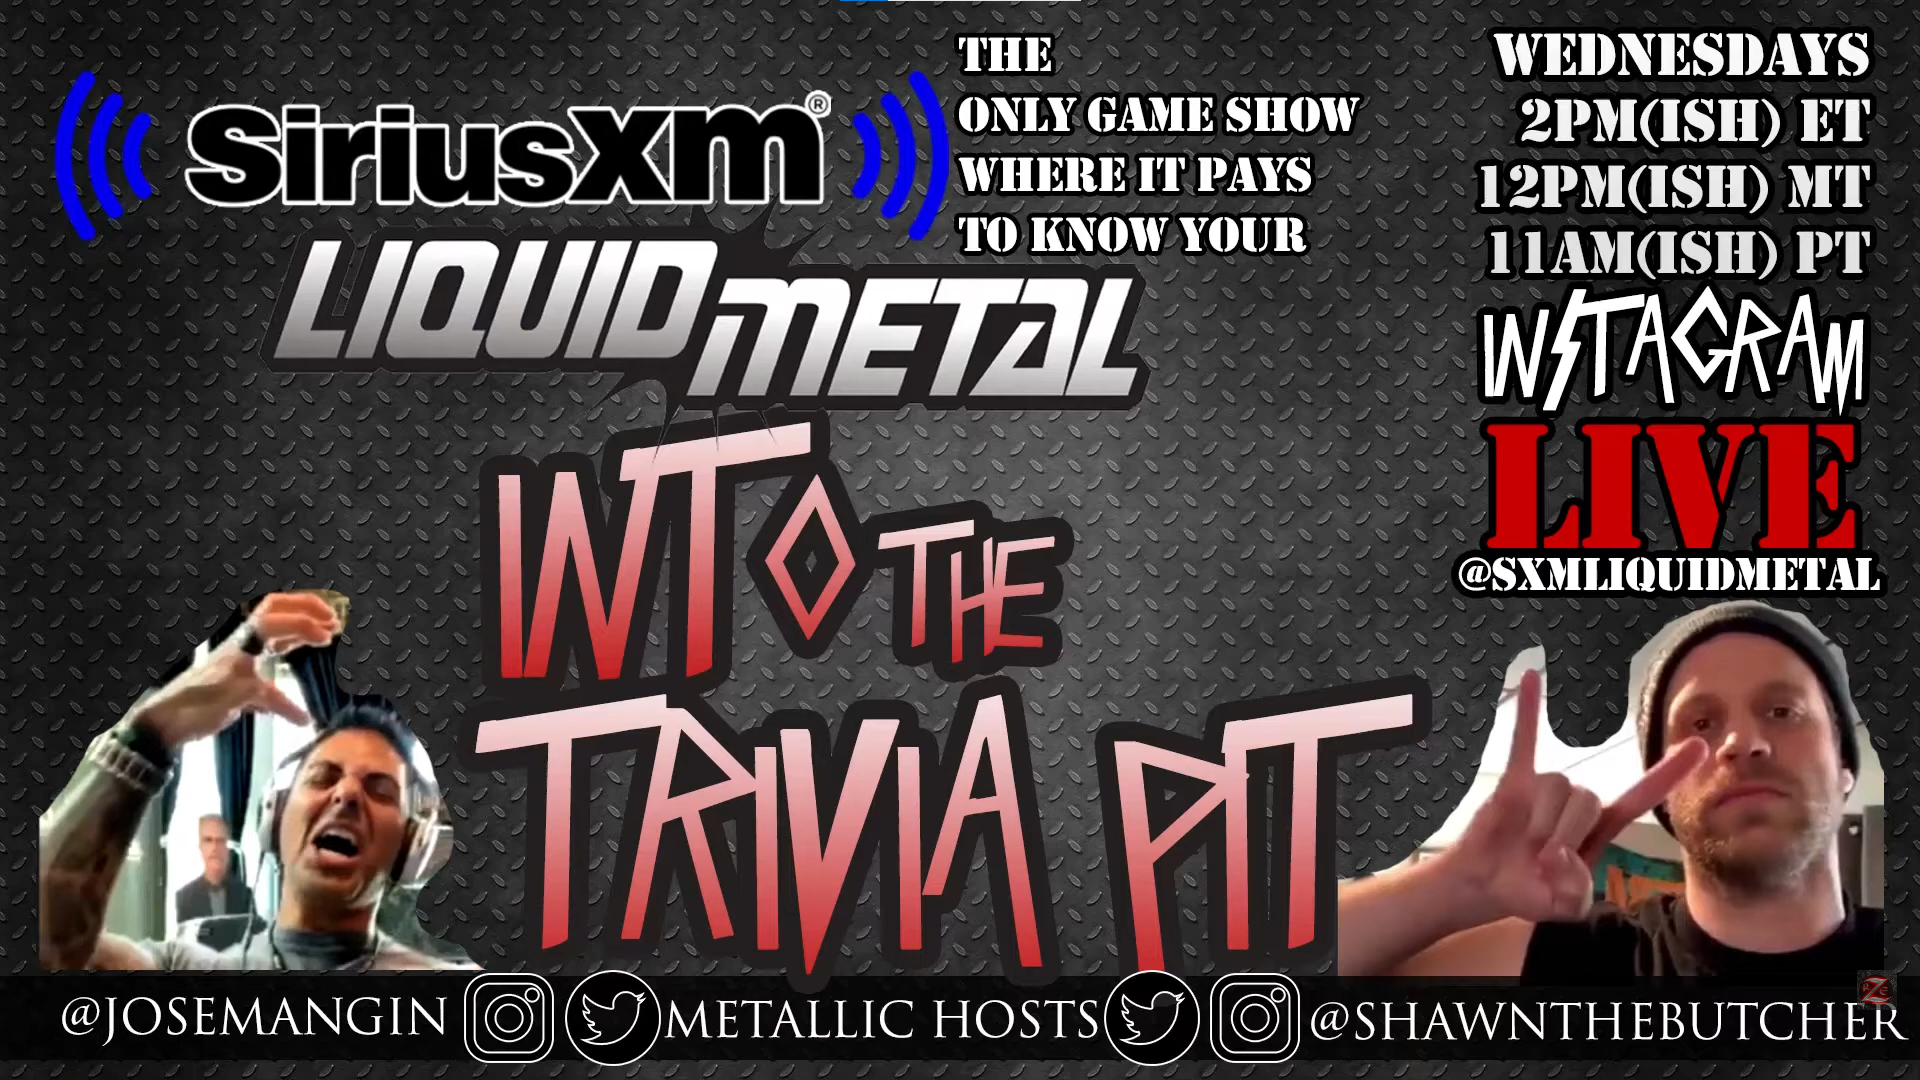 THE
ONLY GAME SHOW
WHERE IT PAYS
TO KNOW YOUR
SiriusXM®
LIQUID METAL
WT◊ THE
TRIVIA PIT
WEDNESDAYS
2PM(ISH) ET
12PM(ISH) MT
11AM(ISH) PT
INSTAGRAM
LIVE
@SXMLIQUIDMETAL
@JOSEMANGIN METALLIC HOSTS @SHAWNTHEBUTCHER